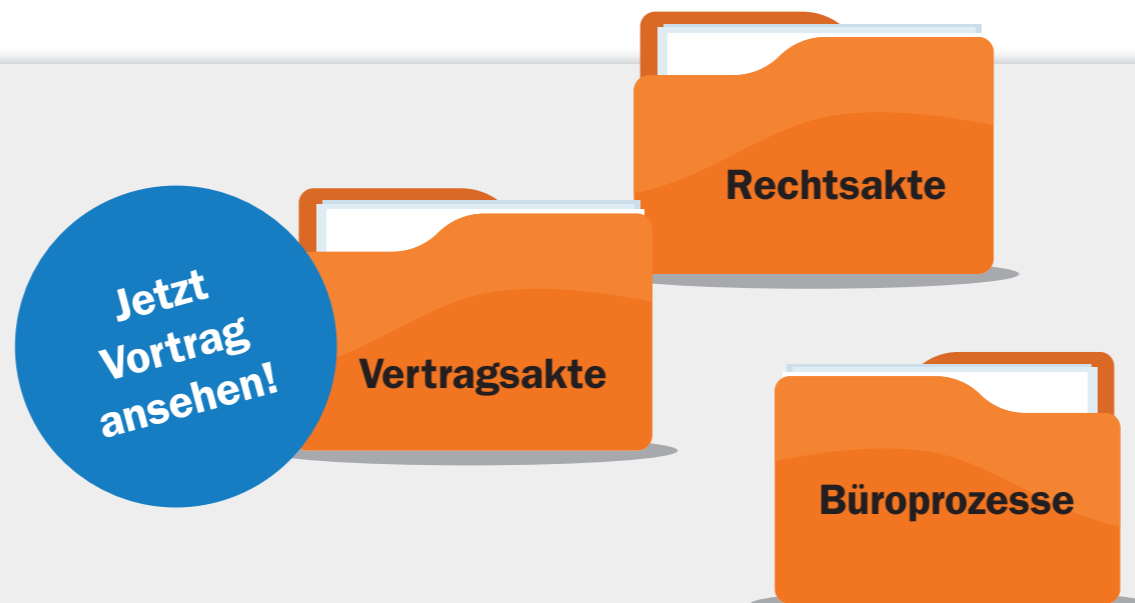 Rechtsakte
Jetzt
Vortrag
ansehen!
Vertragsakte
Büroprozesse